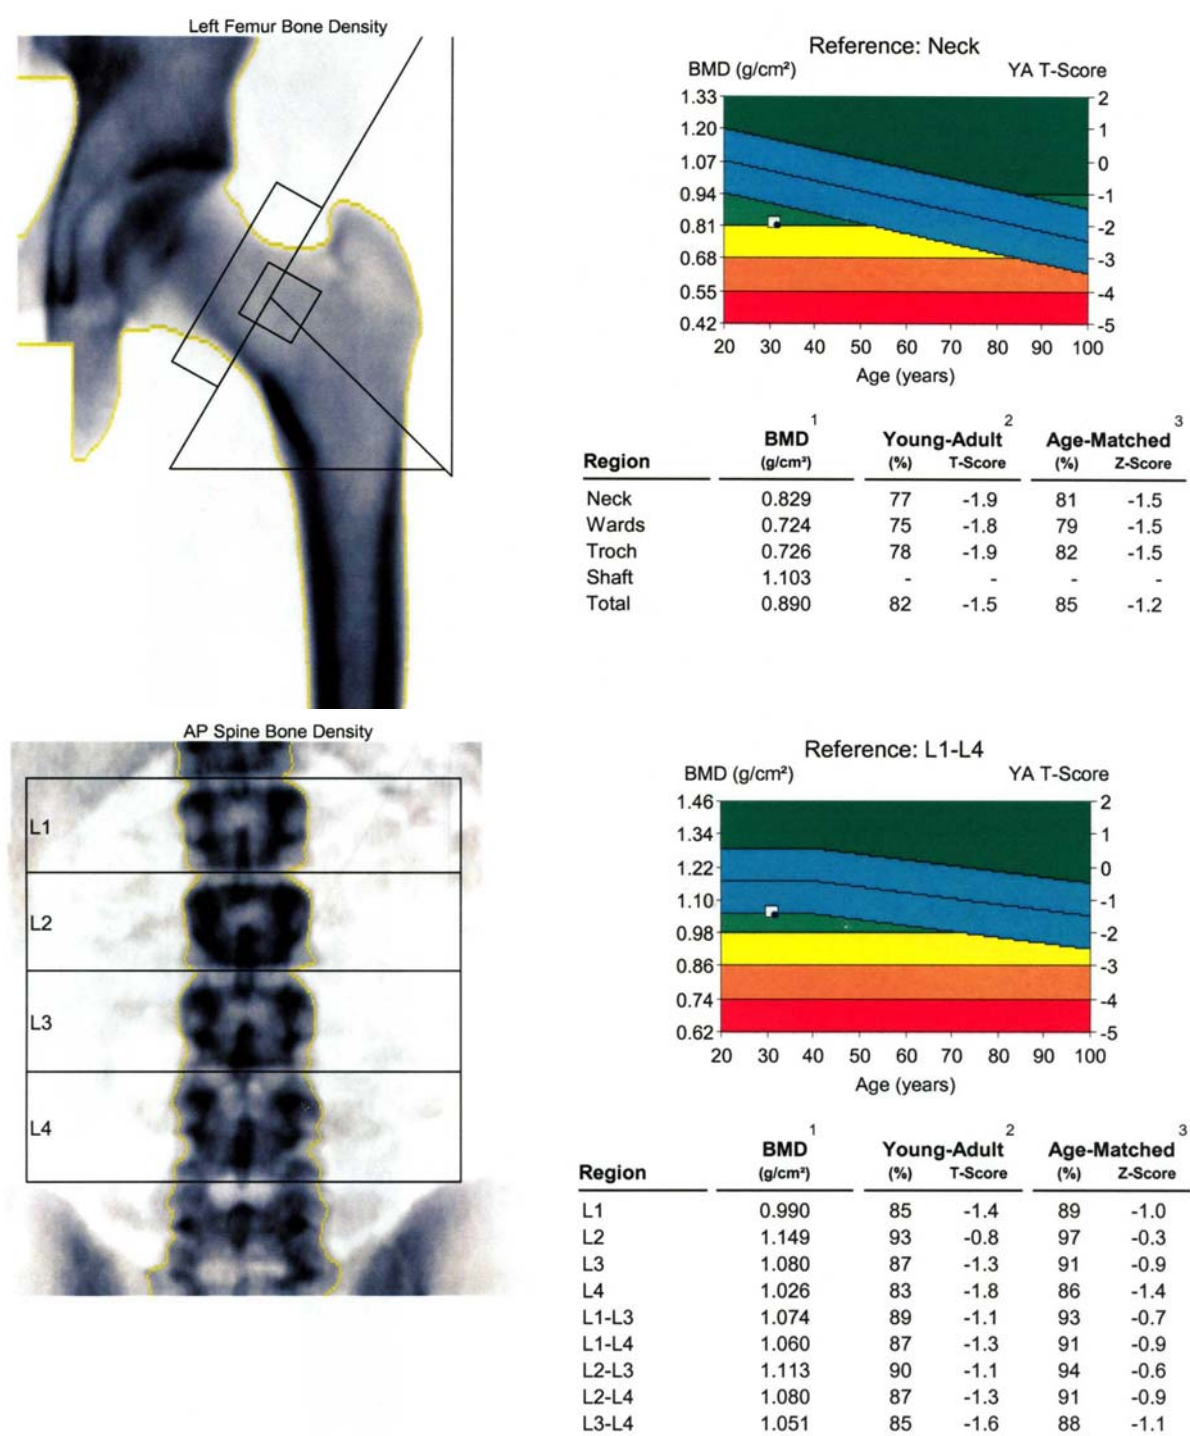 Left Femur Bone Density
Reference: Neck
BMD (g/cm²) YA T-Score
1.33 2
1.20 1
1.07 0
0.94 -1
0.81 -2
0.68 -3
0.55 -4
0.42 -5
20 30 40 50 60 70 80 90 100
Age (years)
1 2 3
BMD Young-Adult Age-Matched
Region (g/cm²) (%) T-Score (%) Z-Score
Neck 0.829 77 -1.9 81 -1.5
Wards 0.724 75 -1.8 79 -1.5
Troch 0.726 78 -1.9 82 -1.5
Shaft 1.103 - - - -
Total 0.890 82 -1.5 85 -1.2
AP Spine Bone Density
L1
L2
L3
L4
Reference: L1-L4
BMD (g/cm²) YA T-Score
1.46 2
1.34 1
1.22 0
1.10 -1
0.98 -2
0.86 -3
0.74 -4
0.62 -5
20 30 40 50 60 70 80 90 100
Age (years)
1 2 3
BMD Young-Adult Age-Matched
Region (g/cm²) (%) T-Score (%) Z-Score
L1 0.990 85 -1.4 89 -1.0
L2 1.149 93 -0.8 97 -0.3
L3 1.080 87 -1.3 91 -0.9
L4 1.026 83 -1.8 86 -1.4
L1-L3 1.074 89 -1.1 93 -0.7
L1-L4 1.060 87 -1.3 91 -0.9
L2-L3 1.113 90 -1.1 94 -0.6
L2-L4 1.080 87 -1.3 91 -0.9
L3-L4 1.051 85 -1.6 88 -1.1